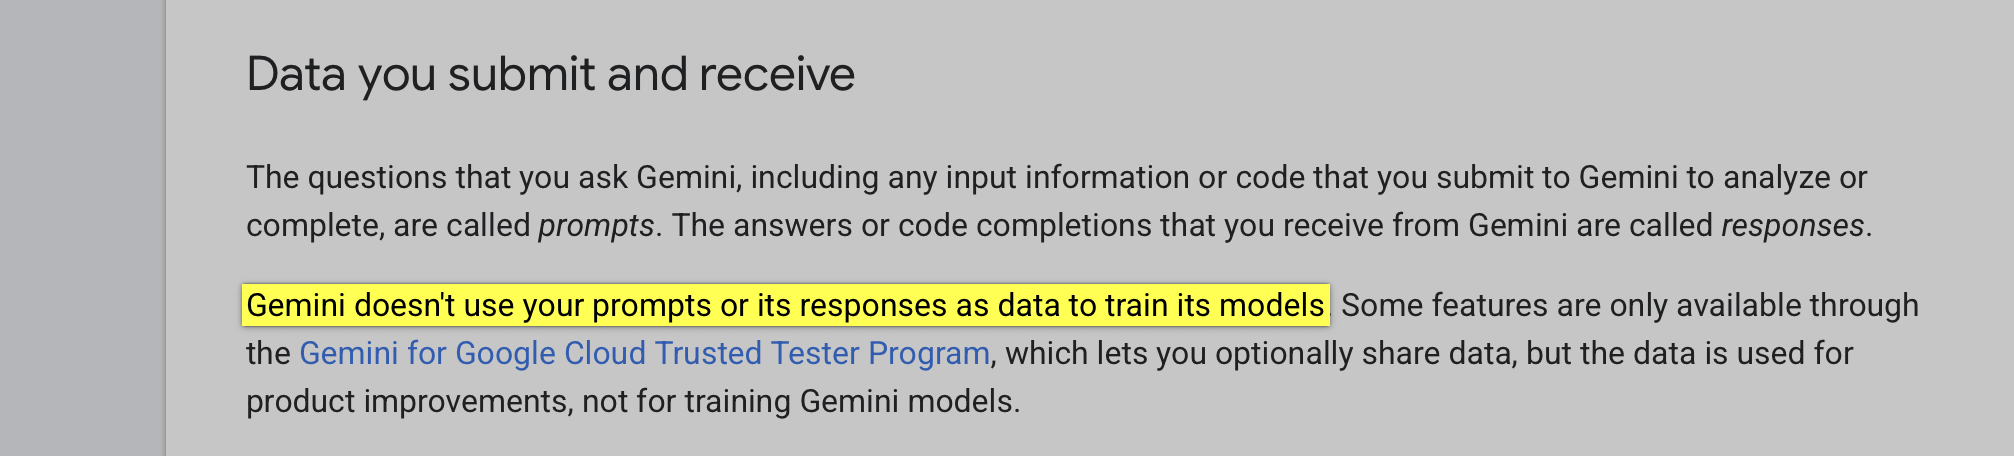 Data you submit and receive
The questions that you ask Gemini, including any input information or code that you submit to Gemini to analyze or
complete, are called prompts. The answers or code completions that you receive from Gemini are called responses.
Gemini doesn't use your prompts or its responses as data to train its models. Some features are only available through
the Gemini for Google Cloud Trusted Tester Program, which lets you optionally share data, but the data is used for
product improvements, not for training Gemini models.